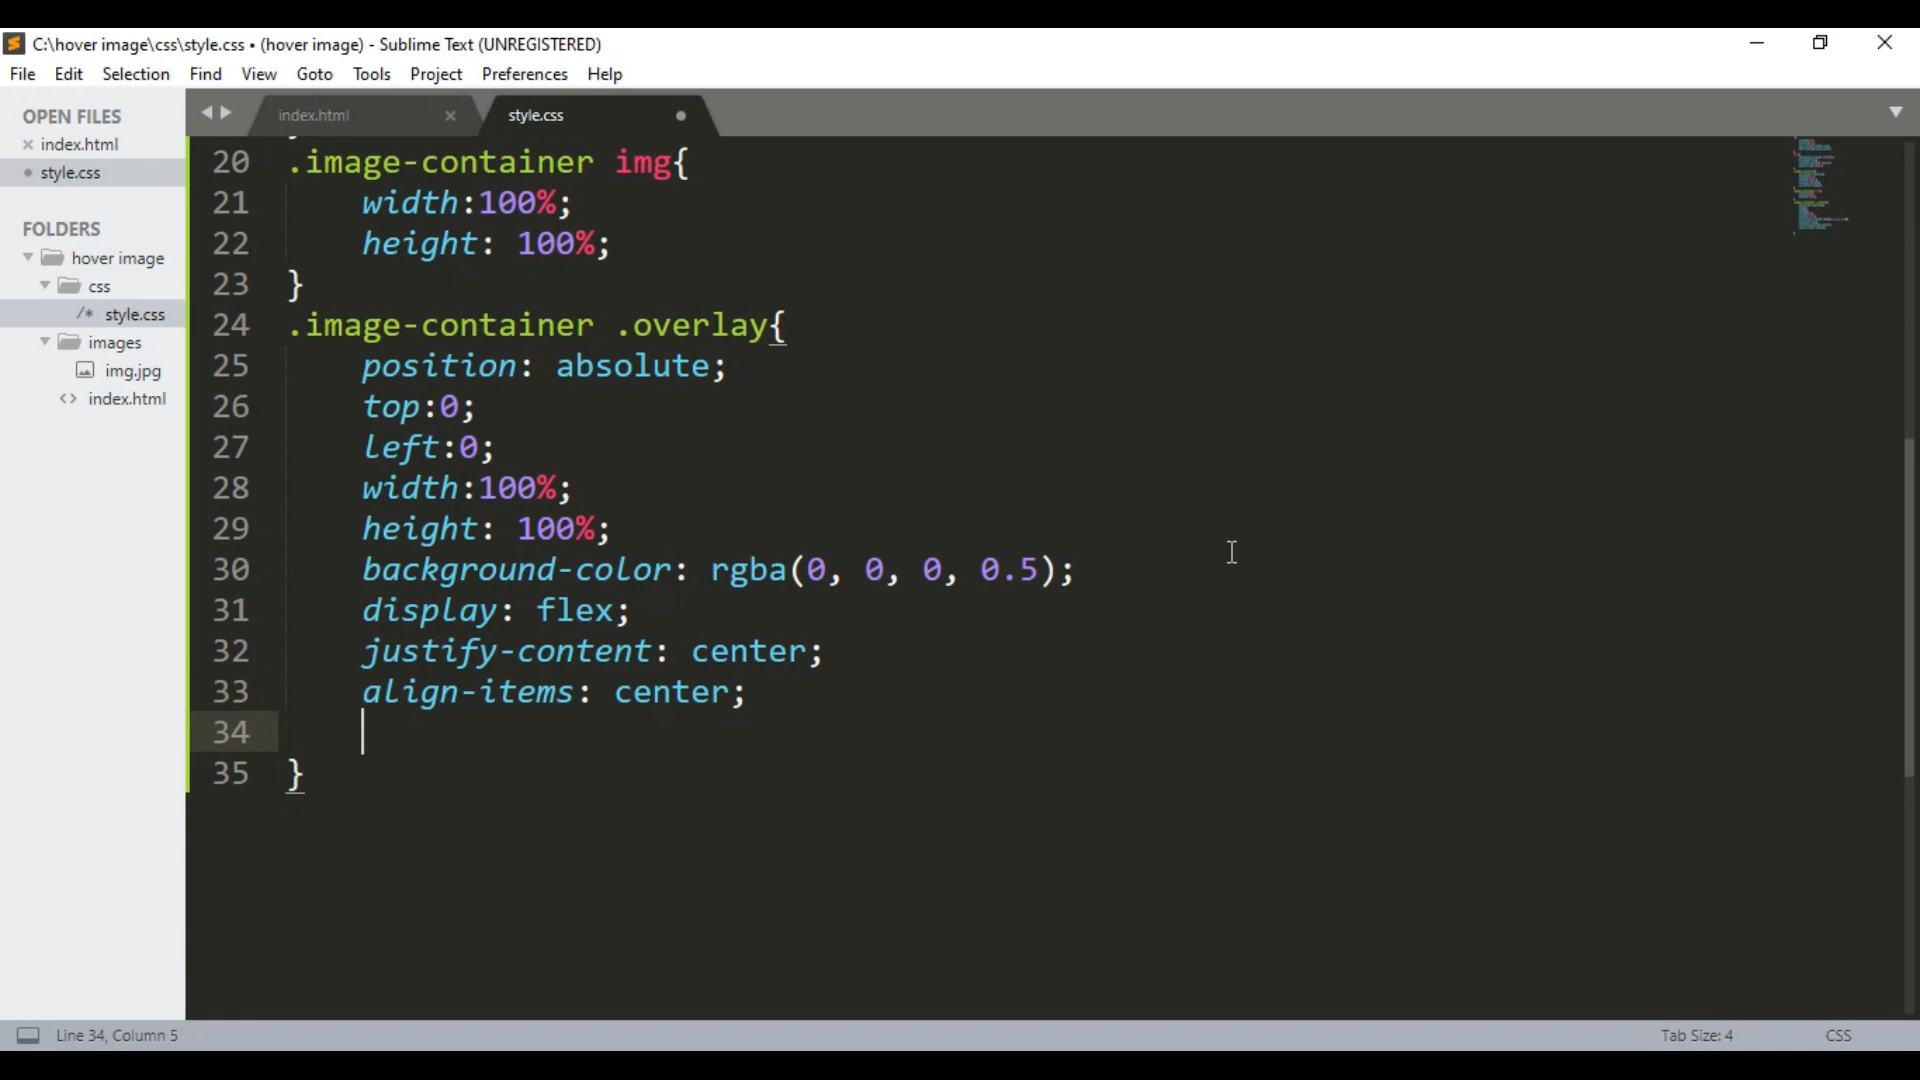 C:\hover image\css\style.css • (hover image) - Sublime Text (UNREGISTERED)
File Edit Selection Find View Goto Tools Project Preferences Help
OPEN FILES
index.html
style.css
FOLDERS
hover image
css
/* style.css
images
img.jpg
<> index.html
index.html
style.css
20 .image-container img{
21 width:100%;
22 height: 100%;
23 }
24 .image-container .overlay{
25 position: absolute;
26 top:0;
27 left:0;
28 width:100%;
29 height: 100%;
30 background-color: rgba(0, 0, 0, 0.5);
31 display: flex;
32 justify-content: center;
33 align-items: center;
34
35 }
Line 34, Column 5
Tab Size: 4
CSS